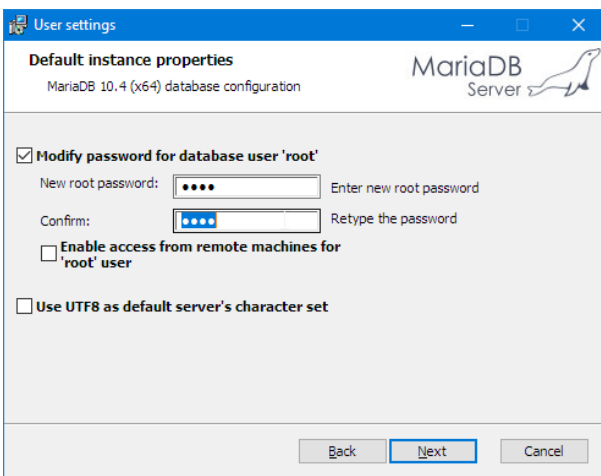 User settings
Default instance properties
MariaDB 10.4 (x64) database configuration
MariaDB
Server
Modify password for database user 'root'
New root password: •••• Enter new root password
Confirm: •••• Retype the password
Enable access from remote machines for
'root' user
Use UTF8 as default server's character set
Back Next Cancel